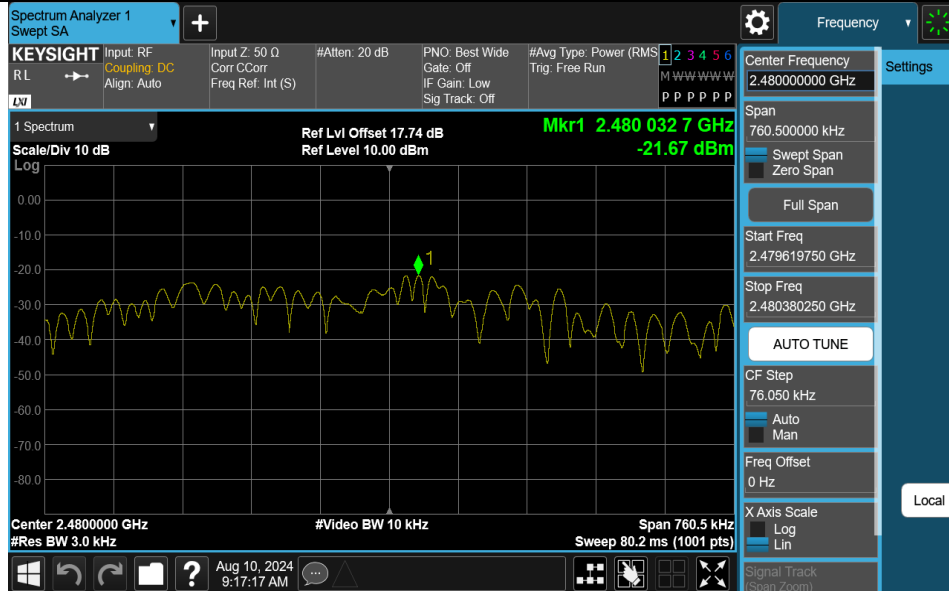 Spectrum Analyzer 1
Swept SA
+
Frequency
KEYSIGHT
RL
LXI
Input: RF
Coupling: DC
Align: Auto
Input Z: 50 Ω
Corr CCorr
Freq Ref: Int (S)
#Atten: 20 dB
PNO: Best Wide
Gate: Off
IF Gain: Low
Sig Track: Off
#Avg Type: Power (RMS
Trig: Free Run
1 2 3 4 5 6
M W W W W W
P P P P P P
1 Spectrum
Scale/Div 10 dB
Log
Ref Lvl Offset 17.74 dB
Ref Level 10.00 dBm
Mkr1 2.480 032 7 GHz
-21.67 dBm
0.00
-10.0
-20.0
-30.0
-40.0
-50.0
-60.0
-70.0
-80.0
1
Center 2.4800000 GHz
#Res BW 3.0 kHz
#Video BW 10 kHz
Span 760.5 kHz
Sweep 80.2 ms (1001 pts)
?
Aug 10, 2024
9:17:17 AM
Center Frequency
2.480000000 GHz
Span
760.500000 kHz
Swept Span
Zero Span
Full Span
Start Freq
2.479619750 GHz
Stop Freq
2.480380250 GHz
AUTO TUNE
CF Step
76.050 kHz
Auto
Man
Freq Offset
0 Hz
X Axis Scale
Log
Lin
Signal Track
(Span Zoom)
Settings
Local